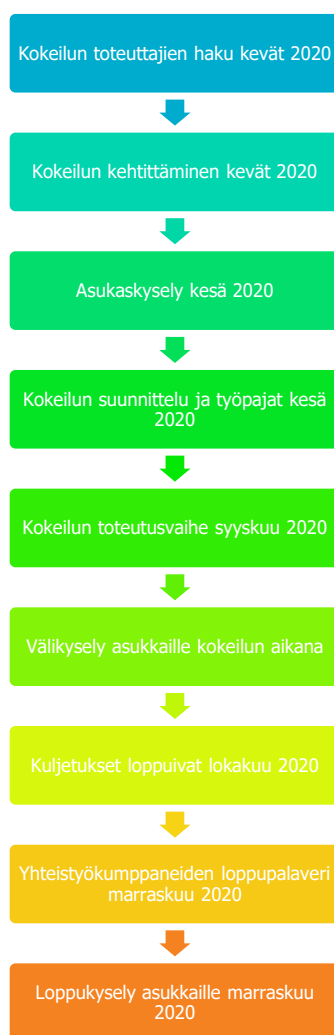 Kokeilun toteuttajien haku kevät 2020
Kokeilun kehtittäminen kevät 2020
Asukaskysely kesä 2020
Kokeilun suunnittelu ja työpajat kesä
2020
Kokeilun toteutusvaihe syyskuu 2020
Välikysely asukkaille kokeilun aikana
Kuljetukset loppuivat lokakuu 2020
Yhteistyökumppaneiden loppupalaveri
marraskuu 2020
Loppukysely asukkaille marraskuu
2020